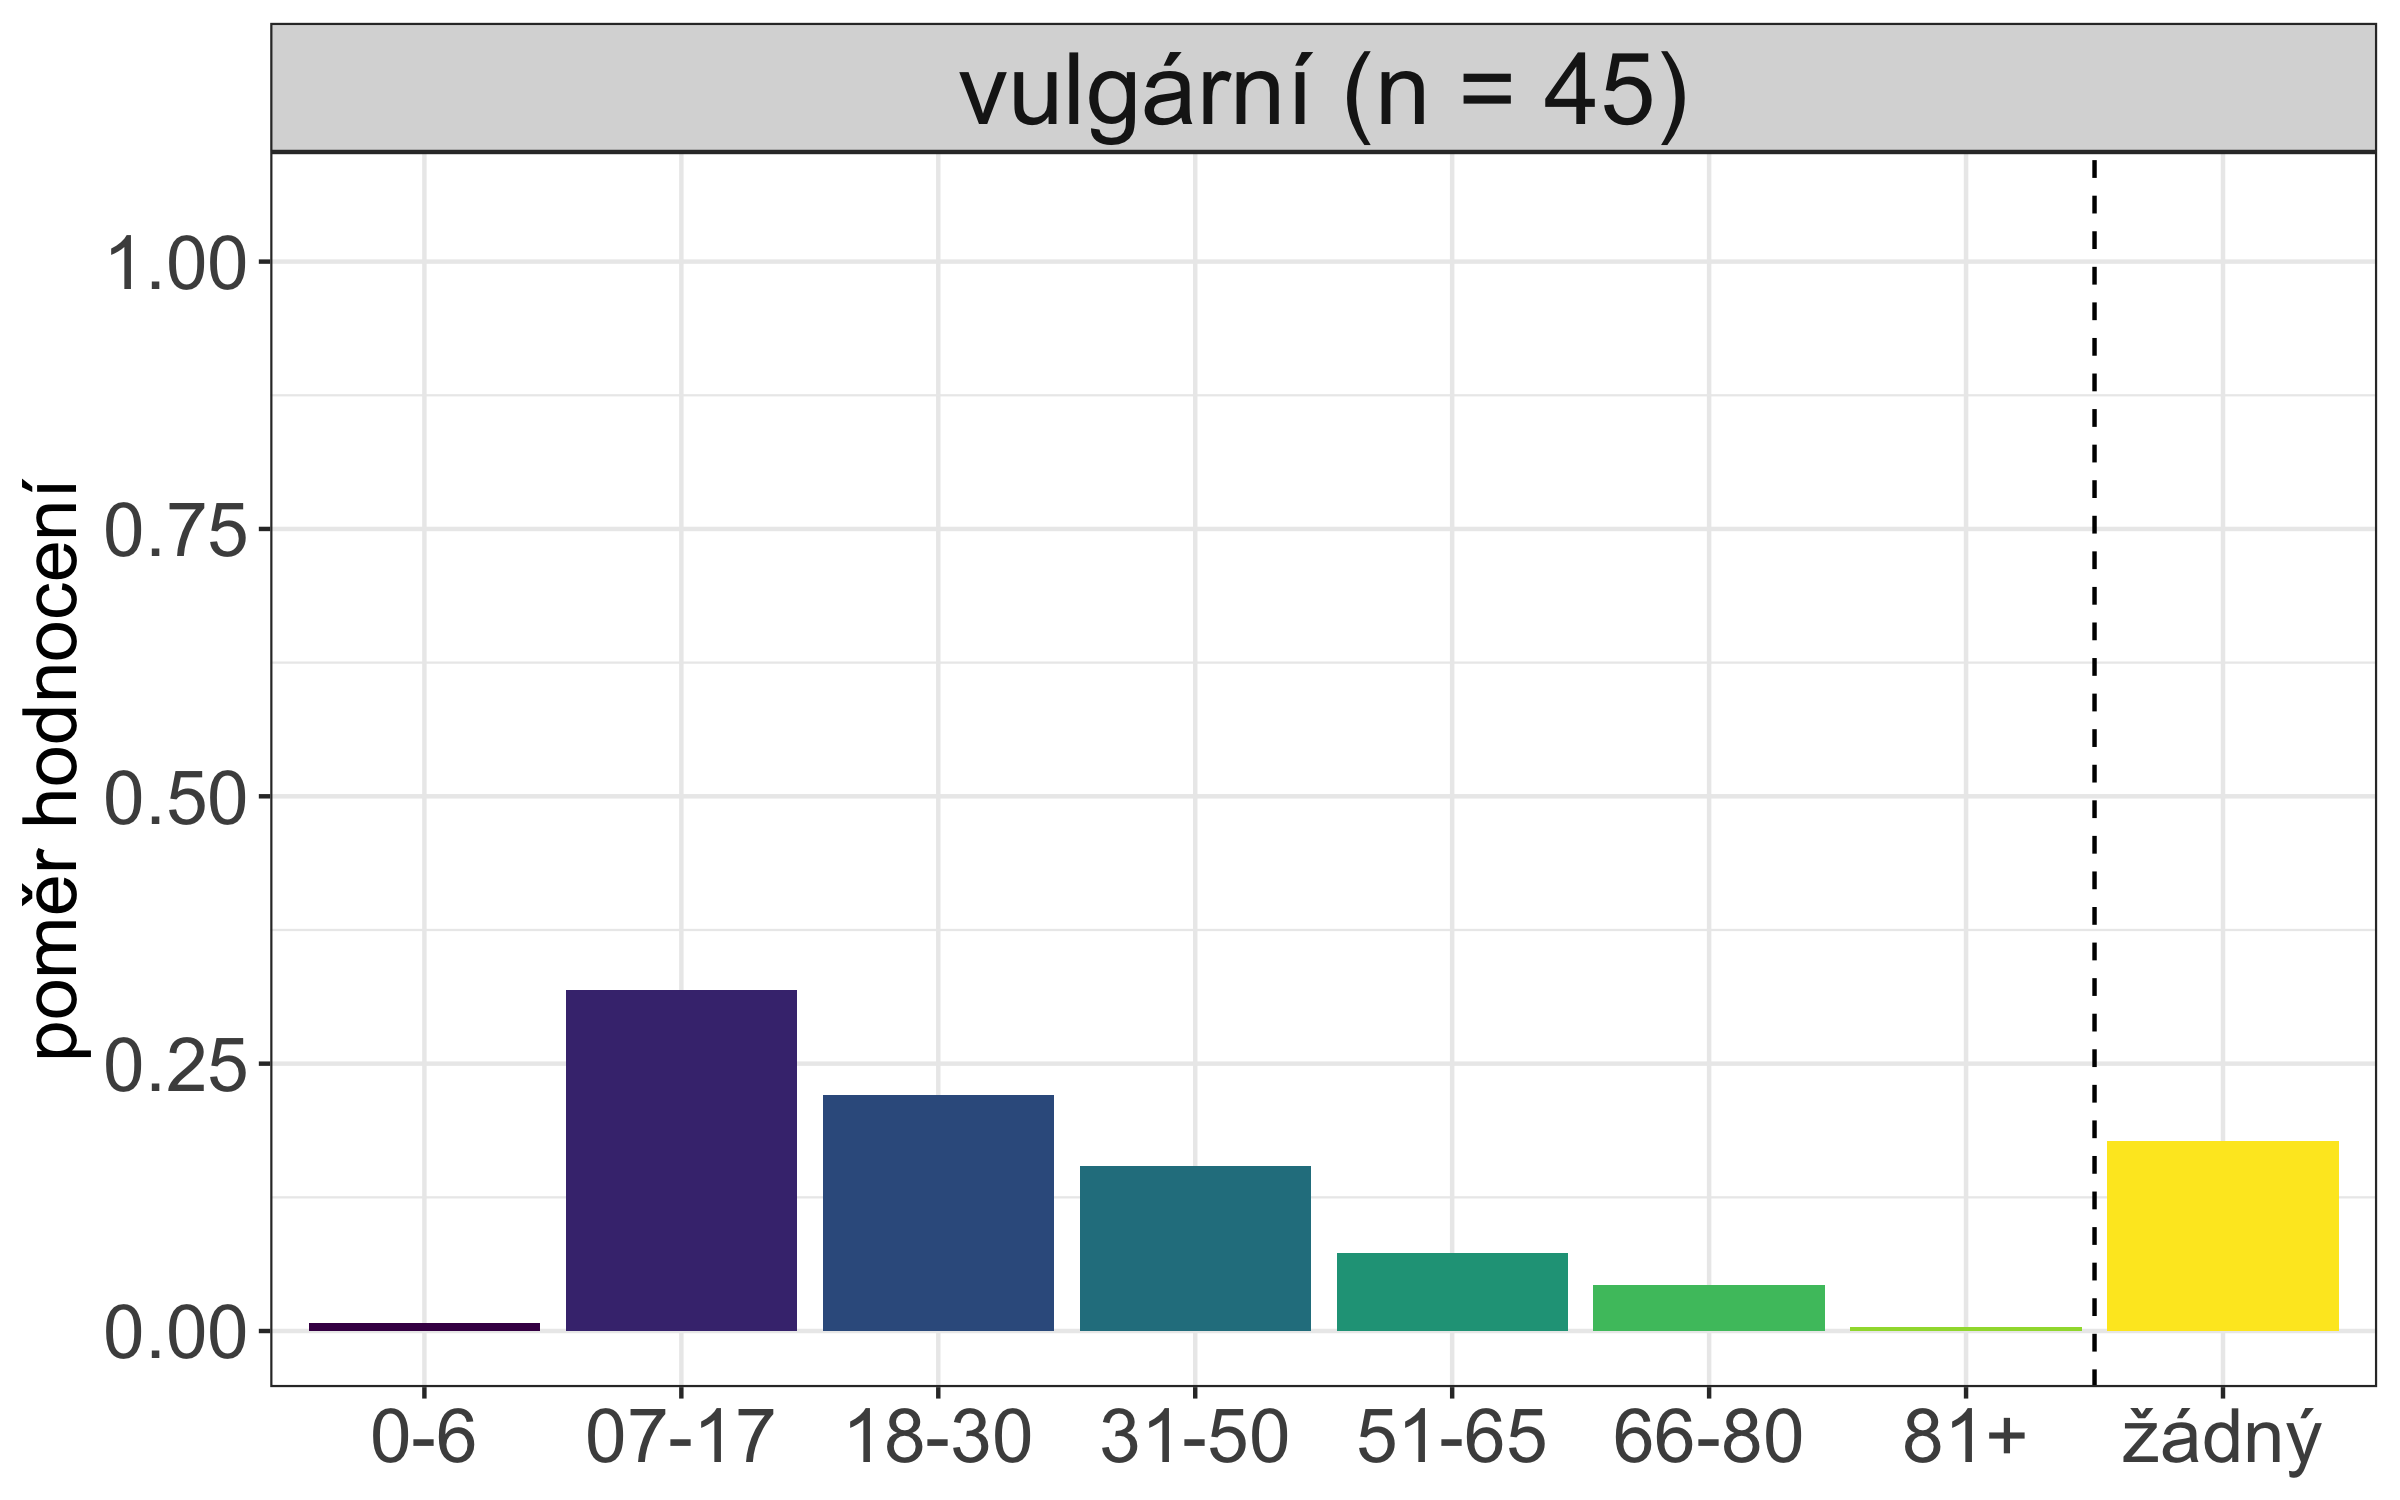 vulgární (n = 45)
poměr hodnocení
1.00
0.75
0.50
0.25
0.00
0-6 07-17 18-30 31-50 51-65 66-80 81+ žádný